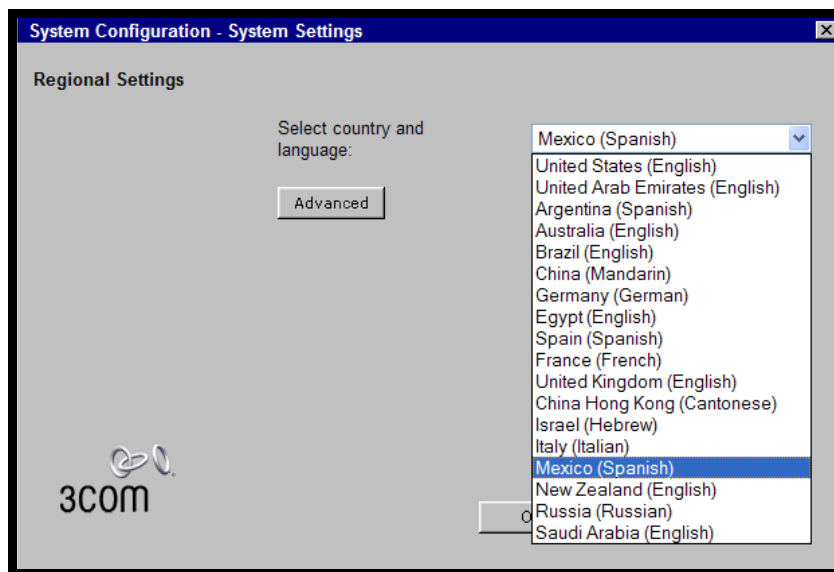 System Configuration - System Settings
Regional Settings
Select country and
language:
Mexico (Spanish)
Advanced
United States (English)
United Arab Emirates (English)
Argentina (Spanish)
Australia (English)
Brazil (English)
China (Mandarin)
Germany (German)
Egypt (English)
Spain (Spanish)
France (French)
United Kingdom (English)
China Hong Kong (Cantonese)
Israel (Hebrew)
Italy (Italian)
Mexico (Spanish)
New Zealand (English)
Russia (Russian)
Saudi Arabia (English)
3COM